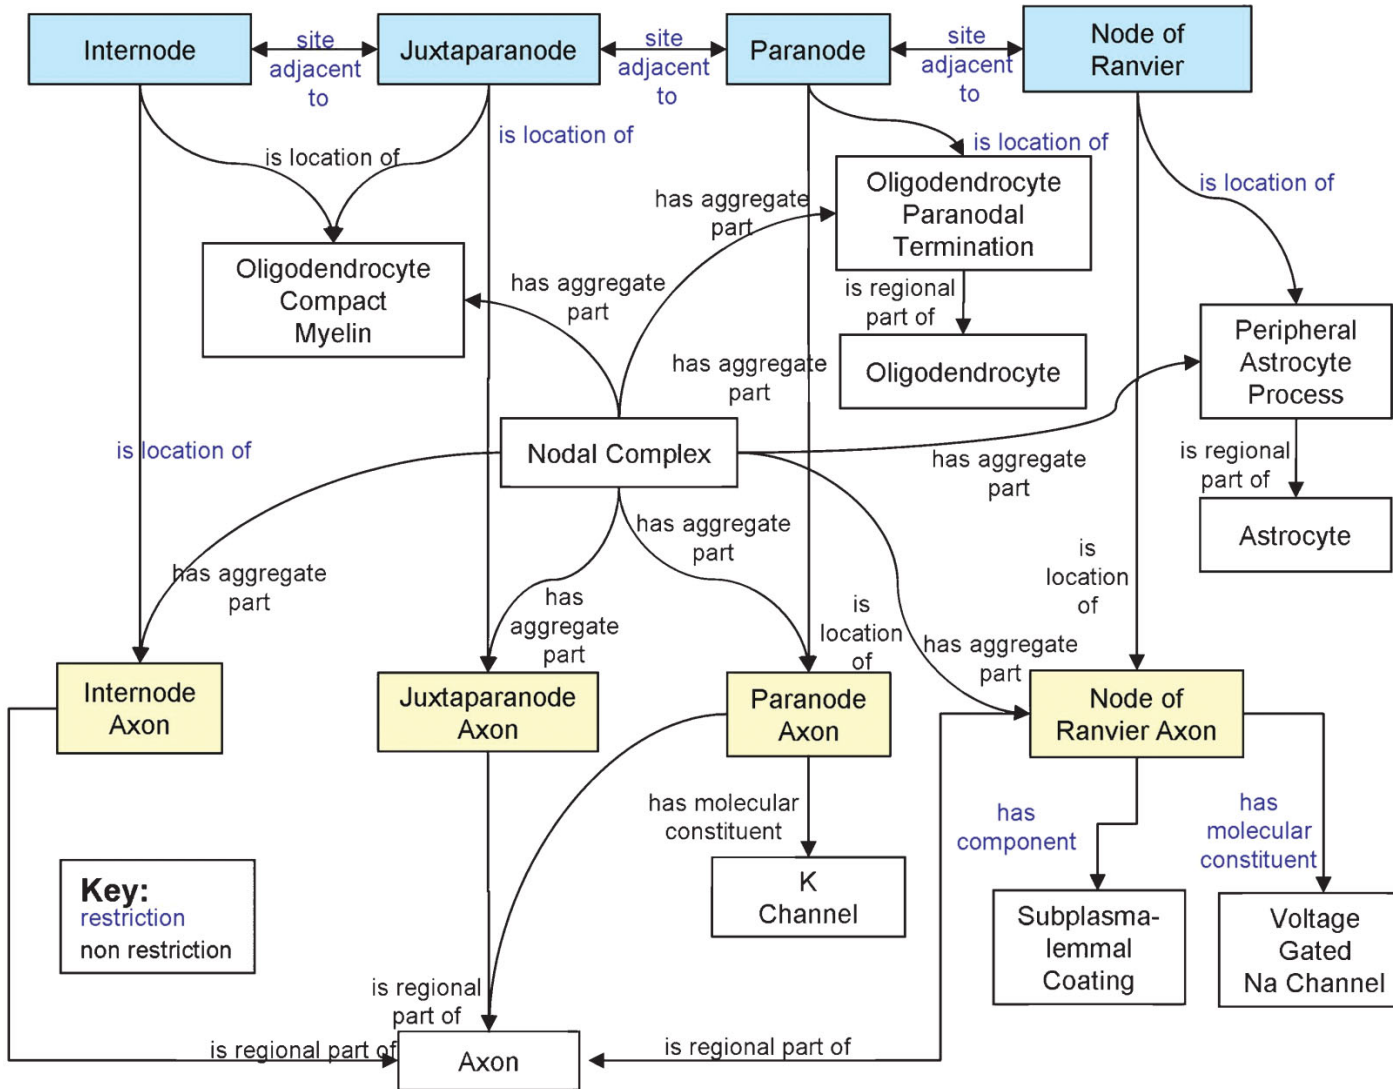 Internode
site
adjacent
to
Juxtaparanode
site
adjacent
to
Paranode
site
adjacent
to
Node of
Ranvier
is location of
is location of
is location of
is location of
Oligodendrocyte
Paranodal
Termination
has aggregate
part
Oligodendrocyte
Compact
Myelin
has aggregate
part
is regional
part of
Peripheral
Astrocyte
Process
Oligodendrocyte
has aggregate
part
is location of
Nodal Complex
has aggregate
part
is regional
part of
Astrocyte
has aggregate
part
has aggregate
part
has
aggregate
part
is
location
of
is
location
of
has aggregate
part
Internode
Axon
Juxtaparanode
Axon
Paranode
Axon
Node of
Ranvier Axon
has molecular
constituent
has
component
has
molecular
constituent
Key:
restriction
non restriction
K
Channel
Subplasma-
lemmal
Coating
Voltage
Gated
Na Channel
is regional
part of
is regional part of
Axon
is regional part of